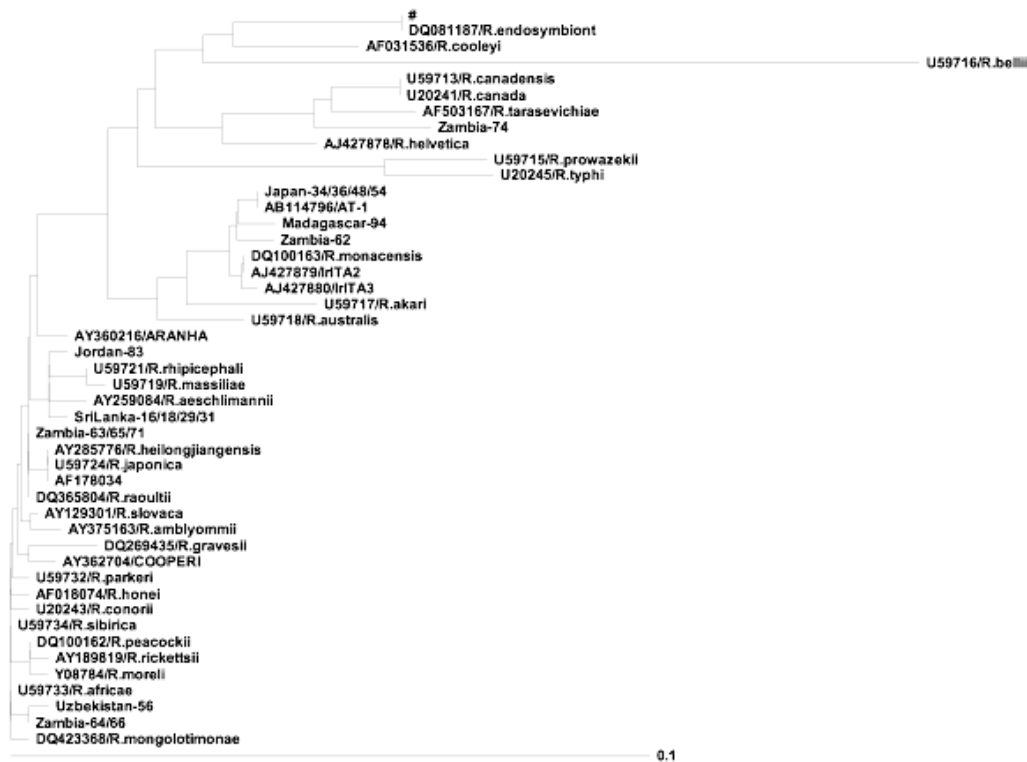 #
DQ081187/R.endosymbiont
AF031536/R.cooleyi
U59716/R.bellii
U59713/R.canadensis
U20241/R.canada
AF503167/R.tarasevichiae
Zambia-74
AJ427878/R.helvetica
U59715/R.prowazekii
U20245/R.typhi
Japan-34/36/48/54
AB114796/AT-1
Madagascar-94
Zambia-62
DQ100163/R.monacensis
AJ427879/IrITA2
AJ427880/IrITA3
U59717/R.akari
U59718/R.australis
AY360216/ARANHA
Jordan-83
U59721/R.rhipicephali
U59719/R.massiliae
AY259084/R.aeschlimannii
SriLanka-16/18/29/31
Zambia-63/65/71
AY285776/R.heilongjiangensis
U59724/R.japonica
AF178034
DQ365804/R.raoultii
AY129301/R.slovaca
AY375163/R.amblyommii
DQ269435/R.gravesii
AY362704/COOPERI
U59732/R.parkeri
AF018074/R.honei
U20243/R.conorii
U59734/R.sibirica
DQ100162/R.peacockii
AY189819/R.rickettsii
Y08784/R.moreli
U59733/R.africae
Uzbekistan-56
Zambia-64/66
DQ423368/R.mongolotimonae
0.1